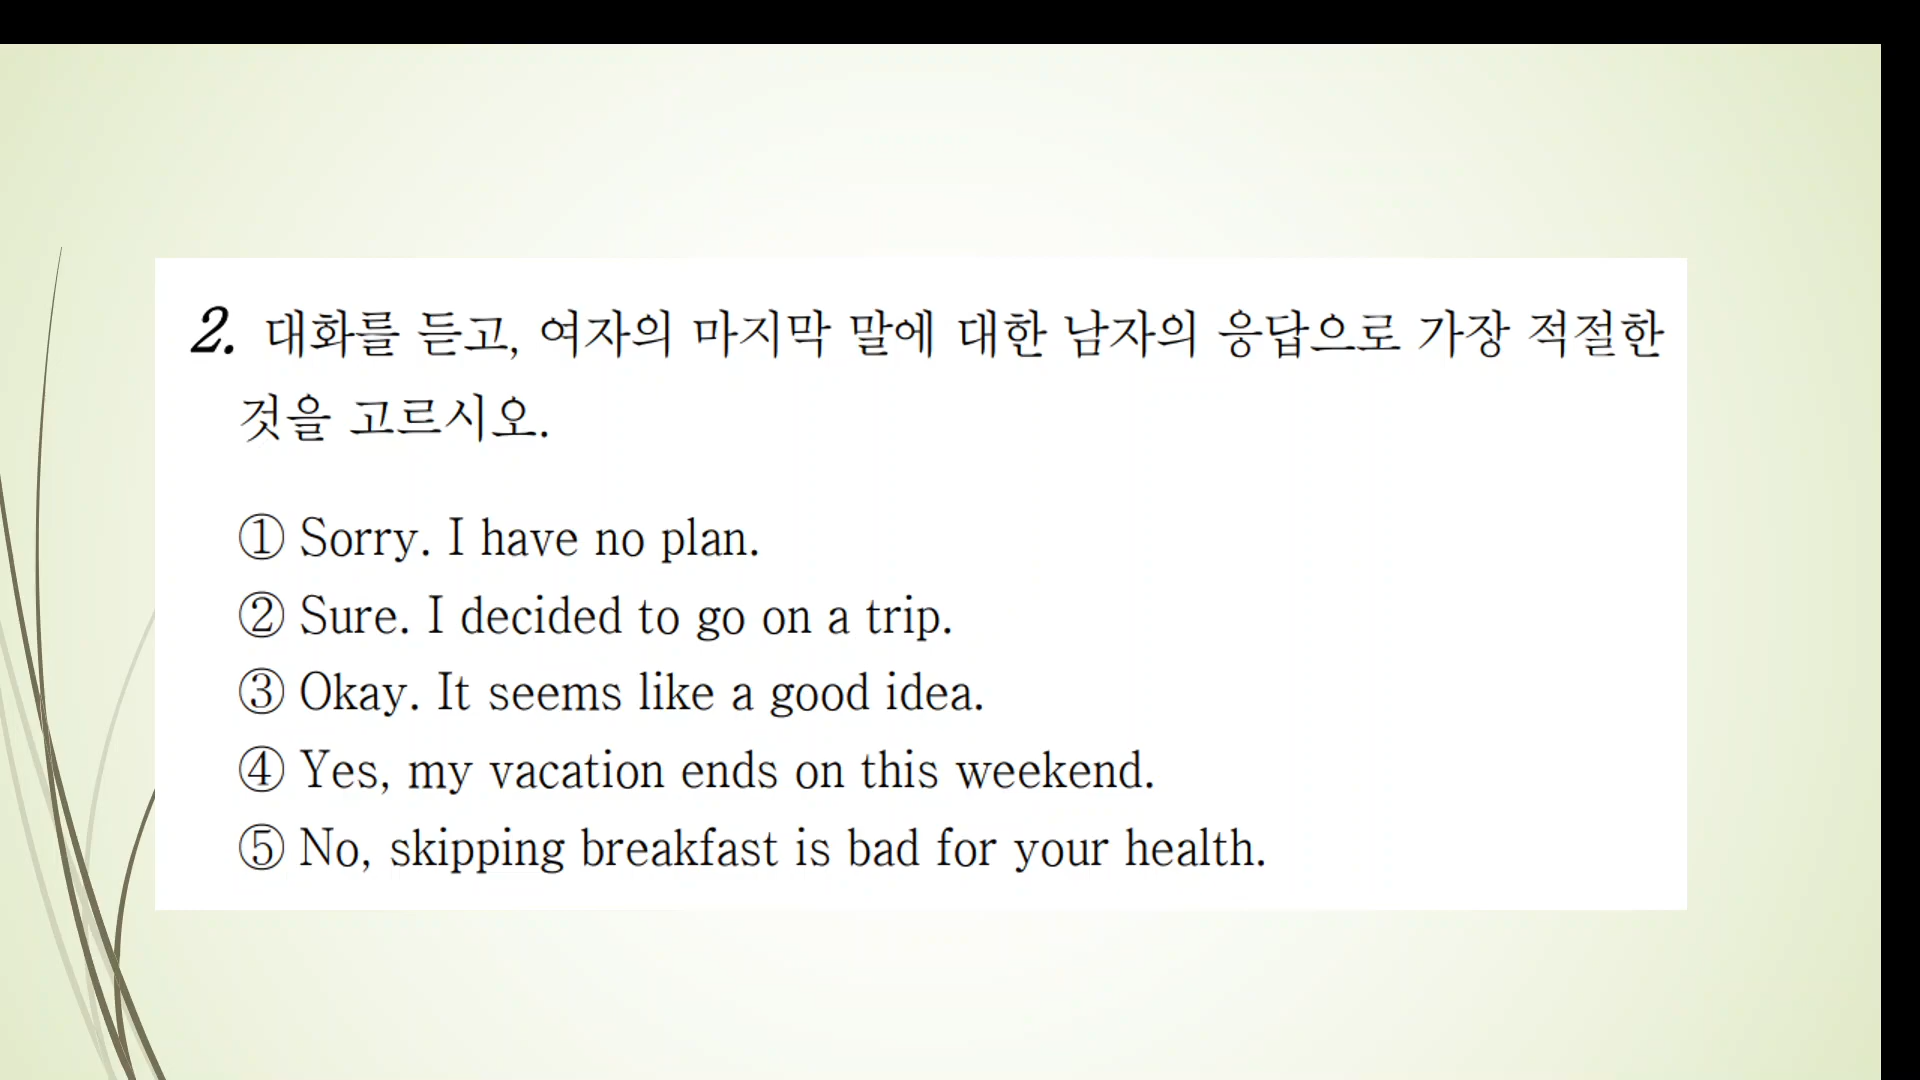 2. 대화를 듣고, 여자의 마지막 말에 대한 남자의 응답으로 가장 적절한
것을 고르시오.
① Sorry. I have no plan.
② Sure. I decided to go on a trip.
③ Okay. It seems like a good idea.
④ Yes, my vacation ends on this weekend.
⑤ No, skipping breakfast is bad for your health.